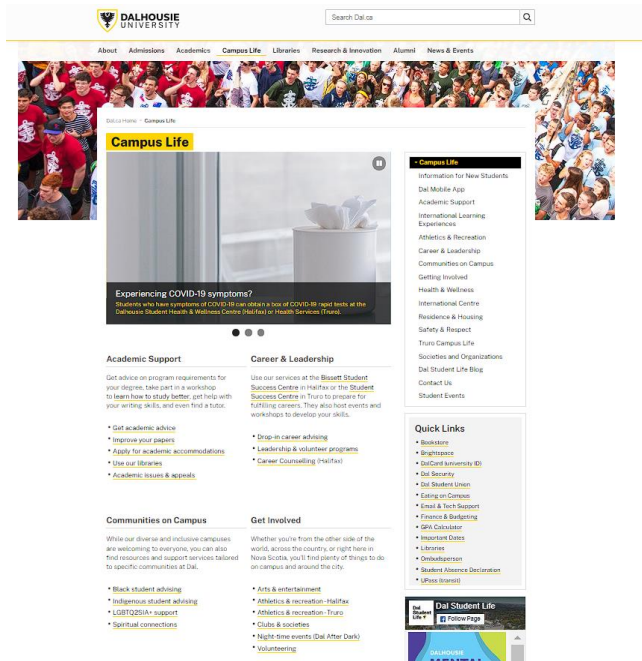 DALHOUSIE
UNIVERSITY
Search Dal.ca
About Admissions Academics Campus Life Libraries Research & Innovation Alumni News & Events
Dal.ca Home Campus Life
Campus Life
Experiencing COVID-19 symptoms?
Students who have symptoms of COVID-19 can obtain a box of COVID-19 rapid tests at the
Dalhousie Student Health & Wellness Centre (Halifax) or Health Services (Truro).
Academic Support
Get advice on program requirements for
your degree, take part in a workshop
to learn how to study better, get help with
your writing skills, and even find a tutor.
• Get academic advice
• Improve your papers
• Apply for academic accommodations
• Use our libraries
• Academic issues & appeals
Career & Leadership
Use our services at the Bissett Student
Success Centre in Halifax or the Student
Success Centre in Truro to prepare for
fulfilling careers. They also host events and
workshops to develop your skills.
• Drop-in career advising
• Leadership & volunteer programs
• Career Counselling (Halifax)
Communities on Campus
While our diverse and inclusive campuses
are welcoming to everyone, you can also
find resources and support services tailored
to specific communities at Dal.
• Black student advising
• Indigenous student advising
• LGBTQ2SIA+ support
• Spiritual connections
Get Involved
Whether you're from the other side of the
world, across the country, or right here in
Nova Scotia, you'll find plenty of things to do
on campus and around the city.
• Arts & entertainment
• Athletics & recreation - Halifax
• Athletics & recreation - Truro
• Clubs & societies
• Night-time events (Dal After Dark)
• Volunteering
Campus Life
Information for New Students
Dal Mobile App
Academic Support
International Learning
Experiences
Athletics & Recreation
Career & Leadership
Communities on Campus
Getting Involved
Health & Wellness
International Centre
Residence & Housing
Safety & Respect
Truro Campus Life
Societies and Organizations
Dal Student Life Blog
Contact Us
Student Events
Quick Links
• Bookstore
• Brightspace
• DalCard (university ID)
• Dal Security
• Dal Student Union
• Eating on Campus
• Email & Tech Support
• Finance & Budgeting
• GPA Calculator
• Important Dates
• Libraries
• Ombudsperson
• Student Absence Declaration
• UPass (transit)
Dal
Student
Life
Dal Student Life
Follow Page
DALHOUSIE
MENTAL